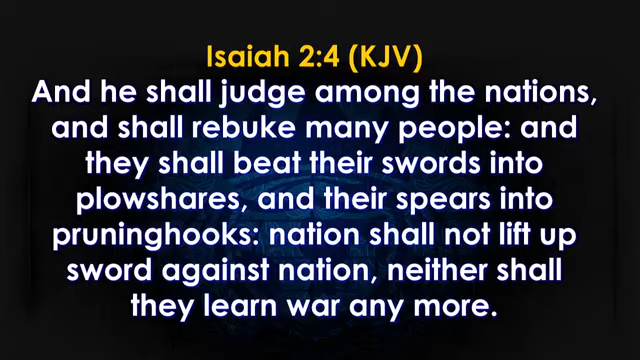 Isaiah 2:4 (KJV)
And he shall judge among the nations,
and shall rebuke many people: and
they shall beat their swords into
plowshares, and their spears into
pruninghooks: nation shall not lift up
sword against nation, neither shall
they learn war any more.